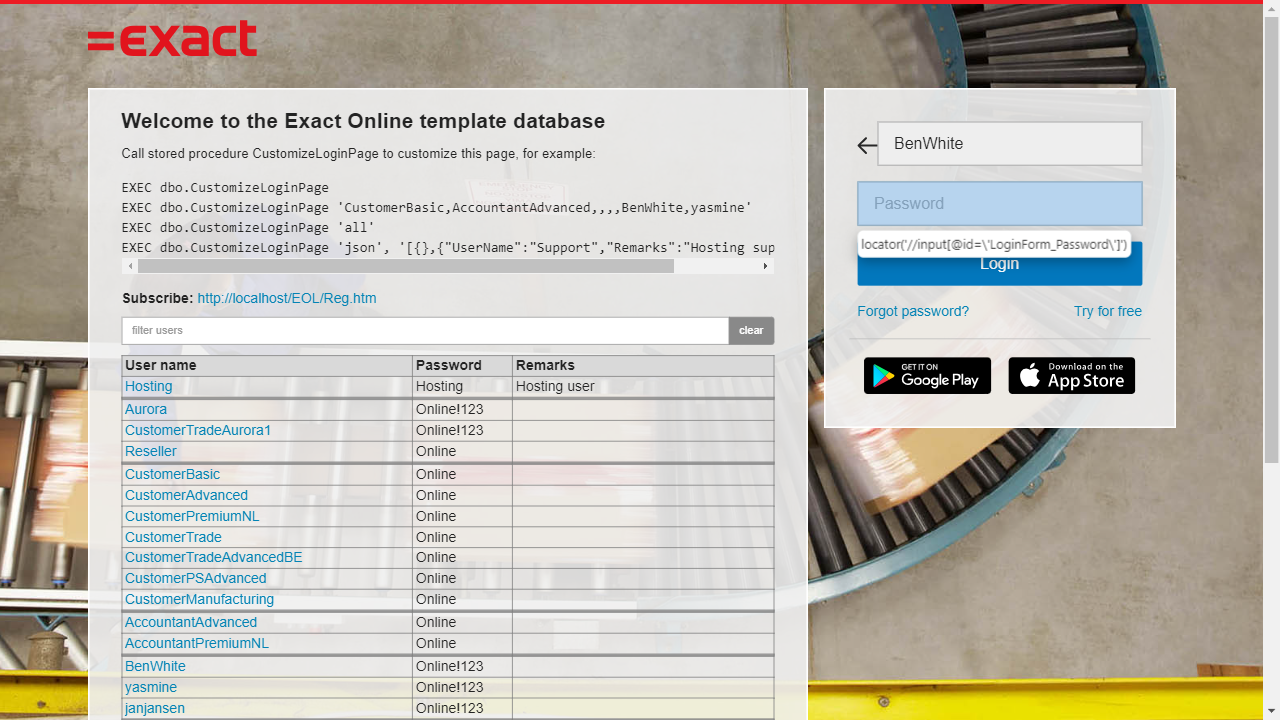 =exact
Welcome to the Exact Online template database
Call stored procedure CustomizeLoginPage to customize this page, for example:
EXEC dbo.CustomizeLoginPage
EXEC dbo.CustomizeLoginPage 'CustomerBasic,AccountantAdvanced,,,,BenWhite,yasmine'
EXEC dbo.CustomizeLoginPage 'all'
EXEC dbo.CustomizeLoginPage 'json', '[{},{"UserName":"Support","Remarks":"Hosting sup
Subscribe: http://localhost/EOL/Reg.htm
filter users clear
User name Password Remarks
Hosting Hosting Hosting user
Aurora Online!123
CustomerTradeAurora1 Online!123
Reseller Online
CustomerBasic Online
CustomerAdvanced Online
CustomerPremiumNL Online
CustomerTrade Online
CustomerTradeAdvancedBE Online
CustomerPSAdvanced Online
CustomerManufacturing Online
AccountantAdvanced Online
AccountantPremiumNL Online
BenWhite Online!123
yasmine Online!123
janjansen Online!123
BenWhite
Password
locator('//input[@id=\'LoginForm_Password\']')
Login
Forgot password? Try for free
GET IT ON
Google Play
Download on the
App Store